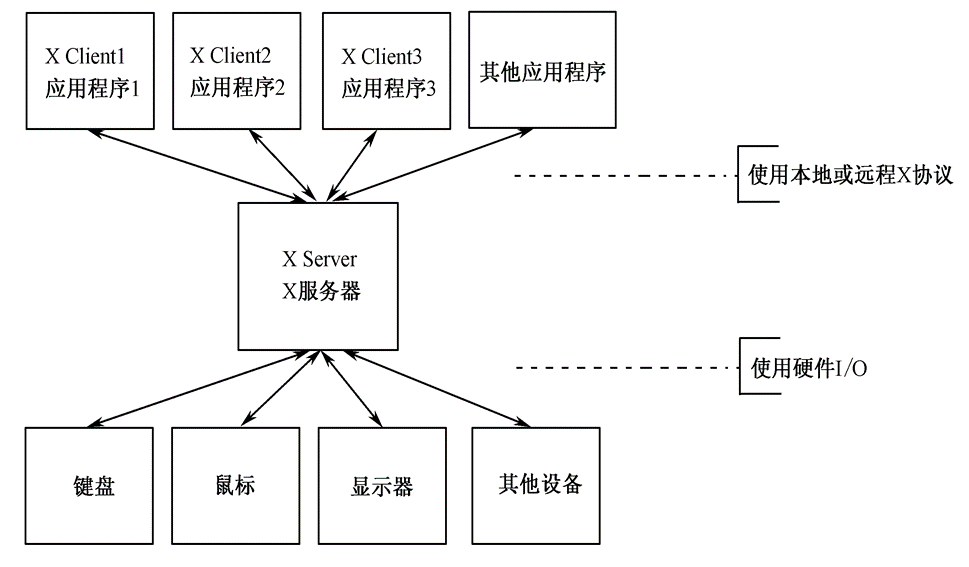 X Client1
应用程序1
X Client2
应用程序2
X Client3
应用程序3
其他应用程序
使用本地或远程X协议
X Server
X服务器
使用硬件I/O
键盘
鼠标
显示器
其他设备